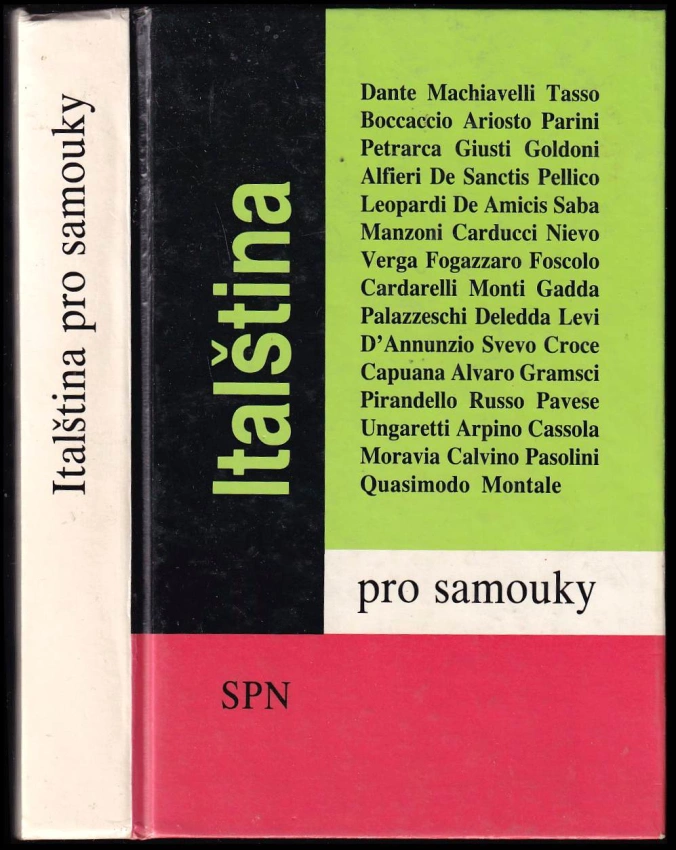 Italština pro samouky
Italština
Dante Machiavelli Tasso
Boccaccio Ariosto Parini
Petrarca Giusti Goldoni
Alfieri De Sanctis Pellico
Leopardi De Amicis Saba
Manzoni Carducci Nievo
Verga Fogazzaro Foscolo
Cardarelli Monti Gadda
Palazzeschi Deledda Levi
D’Annunzio Svevo Croce
Capuana Alvaro Gramsci
Pirandello Russo Pavese
Ungaretti Arpino Cassola
Moravia Calvino Pasolini
Quasimodo Montale
pro samouky
SPN